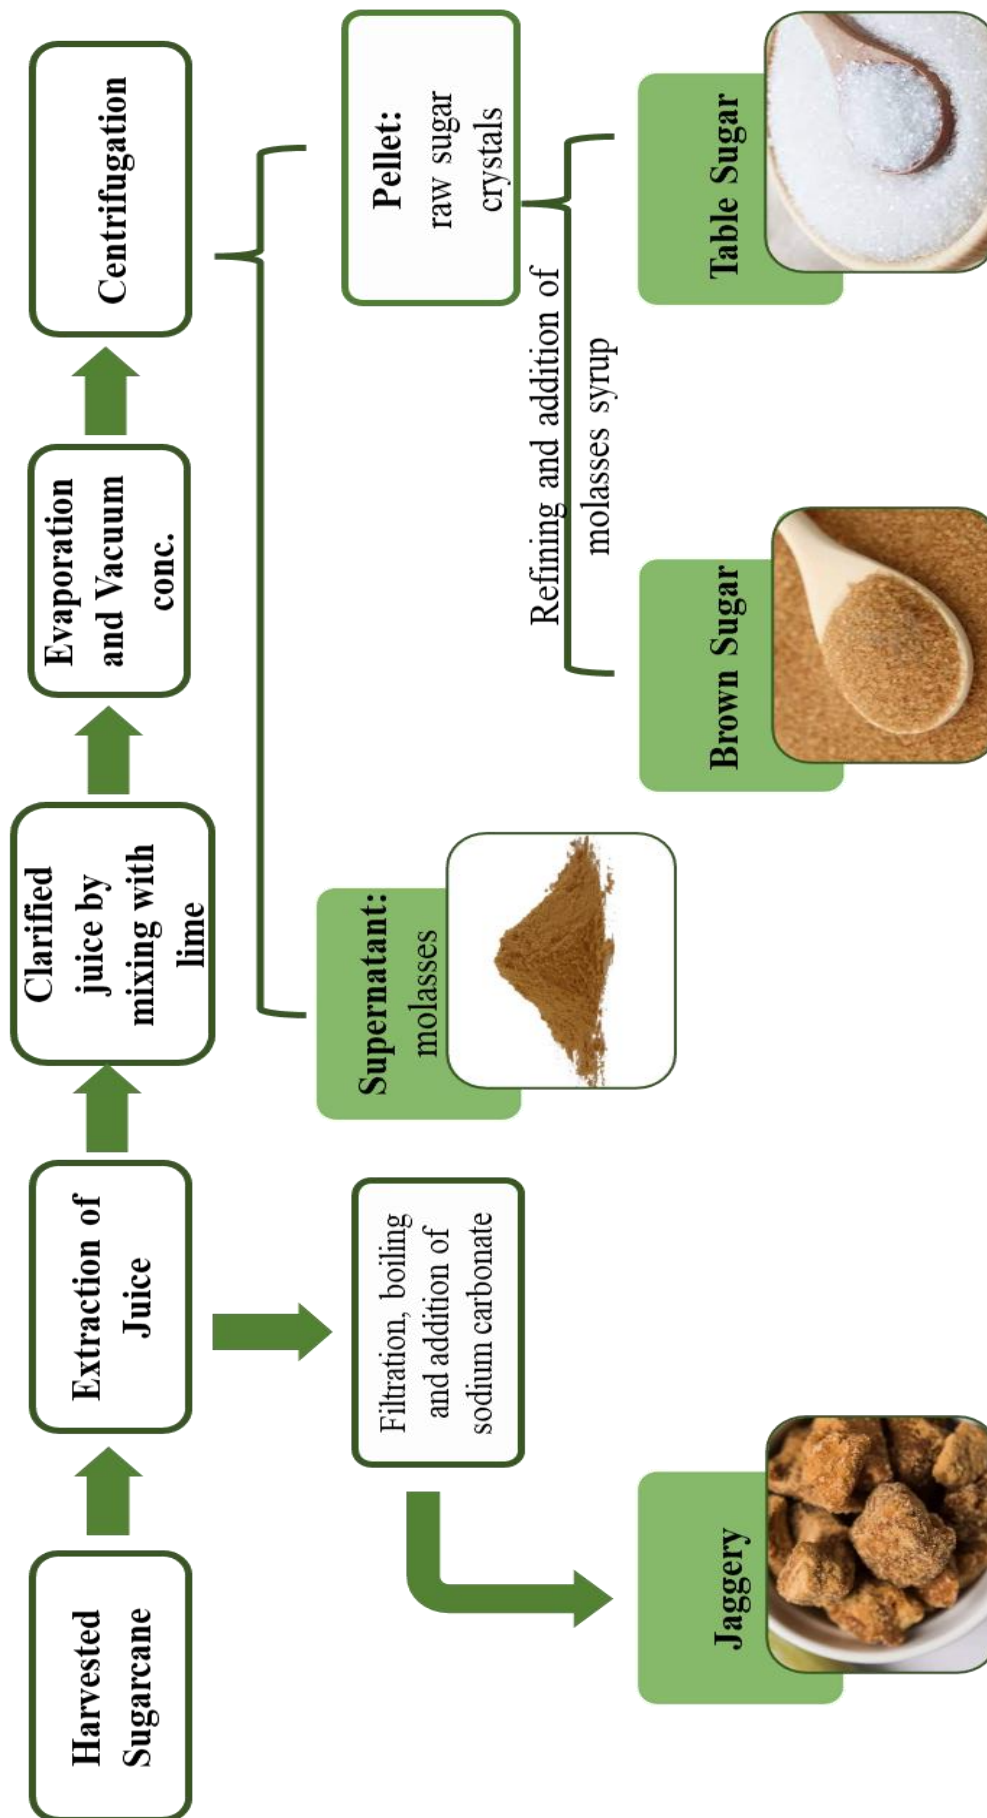 Harvested
Sugarcane
Extraction of
Juice
Clarified
juice by
mixing with
lime
Evaporation
and Vacuum
conc.
Centrifugation
Filtration, boiling
and addition of
sodium carbonate
Supernatant:
molasses
Pellet:
raw sugar
crystals
Refining and addition of
molasses syrup
Jaggery
Brown Sugar
Table Sugar